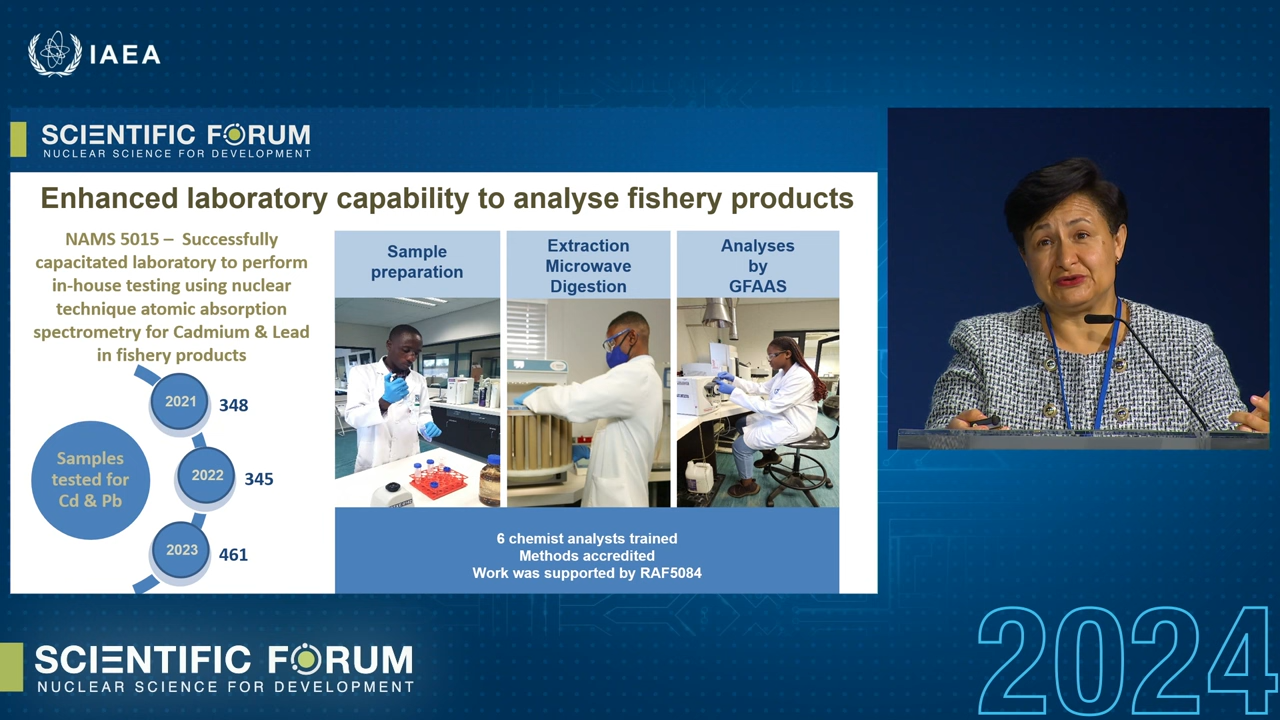 IAEA
SCIENTIFIC FORUM
NUCLEAR SCIENCE FOR DEVELOPMENT
Enhanced laboratory capability to analyse fishery products
NAMS 5015 – Successfully
capacitated laboratory to perform
in-house testing using nuclear
technique atomic absorption
spectrometry for Cadmium & Lead
in fishery products
Samples
tested for
Cd & Pb
2021
348
2022
345
2023
461
Sample
preparation
Extraction
Microwave
Digestion
Analyses
by
GFAAS
6 chemist analysts trained
Methods accredited
Work was supported by RAF5084
SCIENTIFIC FORUM
NUCLEAR SCIENCE FOR DEVELOPMENT
2024